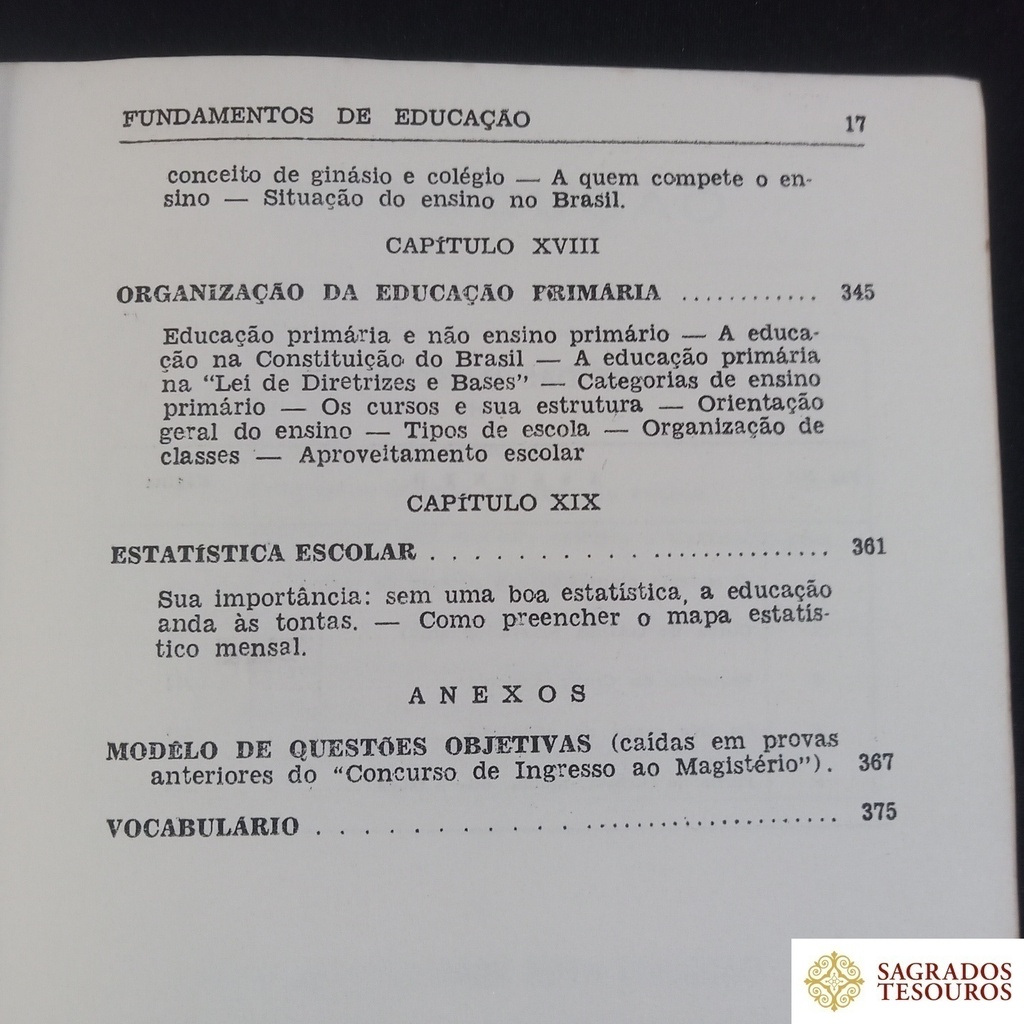 FUNDAMENTOS DE EDUCAÇÃO 17
conceito de ginásio e colégio — A quem compete o en-
sino — Situação do ensino no Brasil.
CAPÍTULO XVIII
ORGANIZAÇÃO DA EDUCAÇÃO PRIMÁRIA ............ 345
Educação primária e não ensino primário — A educa-
ção na Constituição do Brasil — A educação primária
na “Lei de Diretrizes e Bases” — Categorias de ensino
primário — Os cursos e sua estrutura — Orientação
geral do ensino — Tipos de escola — Organização de
classes — Aproveitamento escolar
CAPÍTULO XIX
ESTATÍSTICA ESCOLAR . . . . . . . . . . ................ 361
Sua importância: sem uma boa estatística, a educação
anda às tontas. — Como preencher o mapa estatís-
tico mensal.
ANEXOS
MODÊLO DE QUESTÕES OBJETIVAS (caídas em provas
anteriores do “Concurso de Ingresso ao Magistério”). 367
VOCABULÁRIO . . . . . . . . . . . ..................... 375
SAGRADOS
TESOUROS